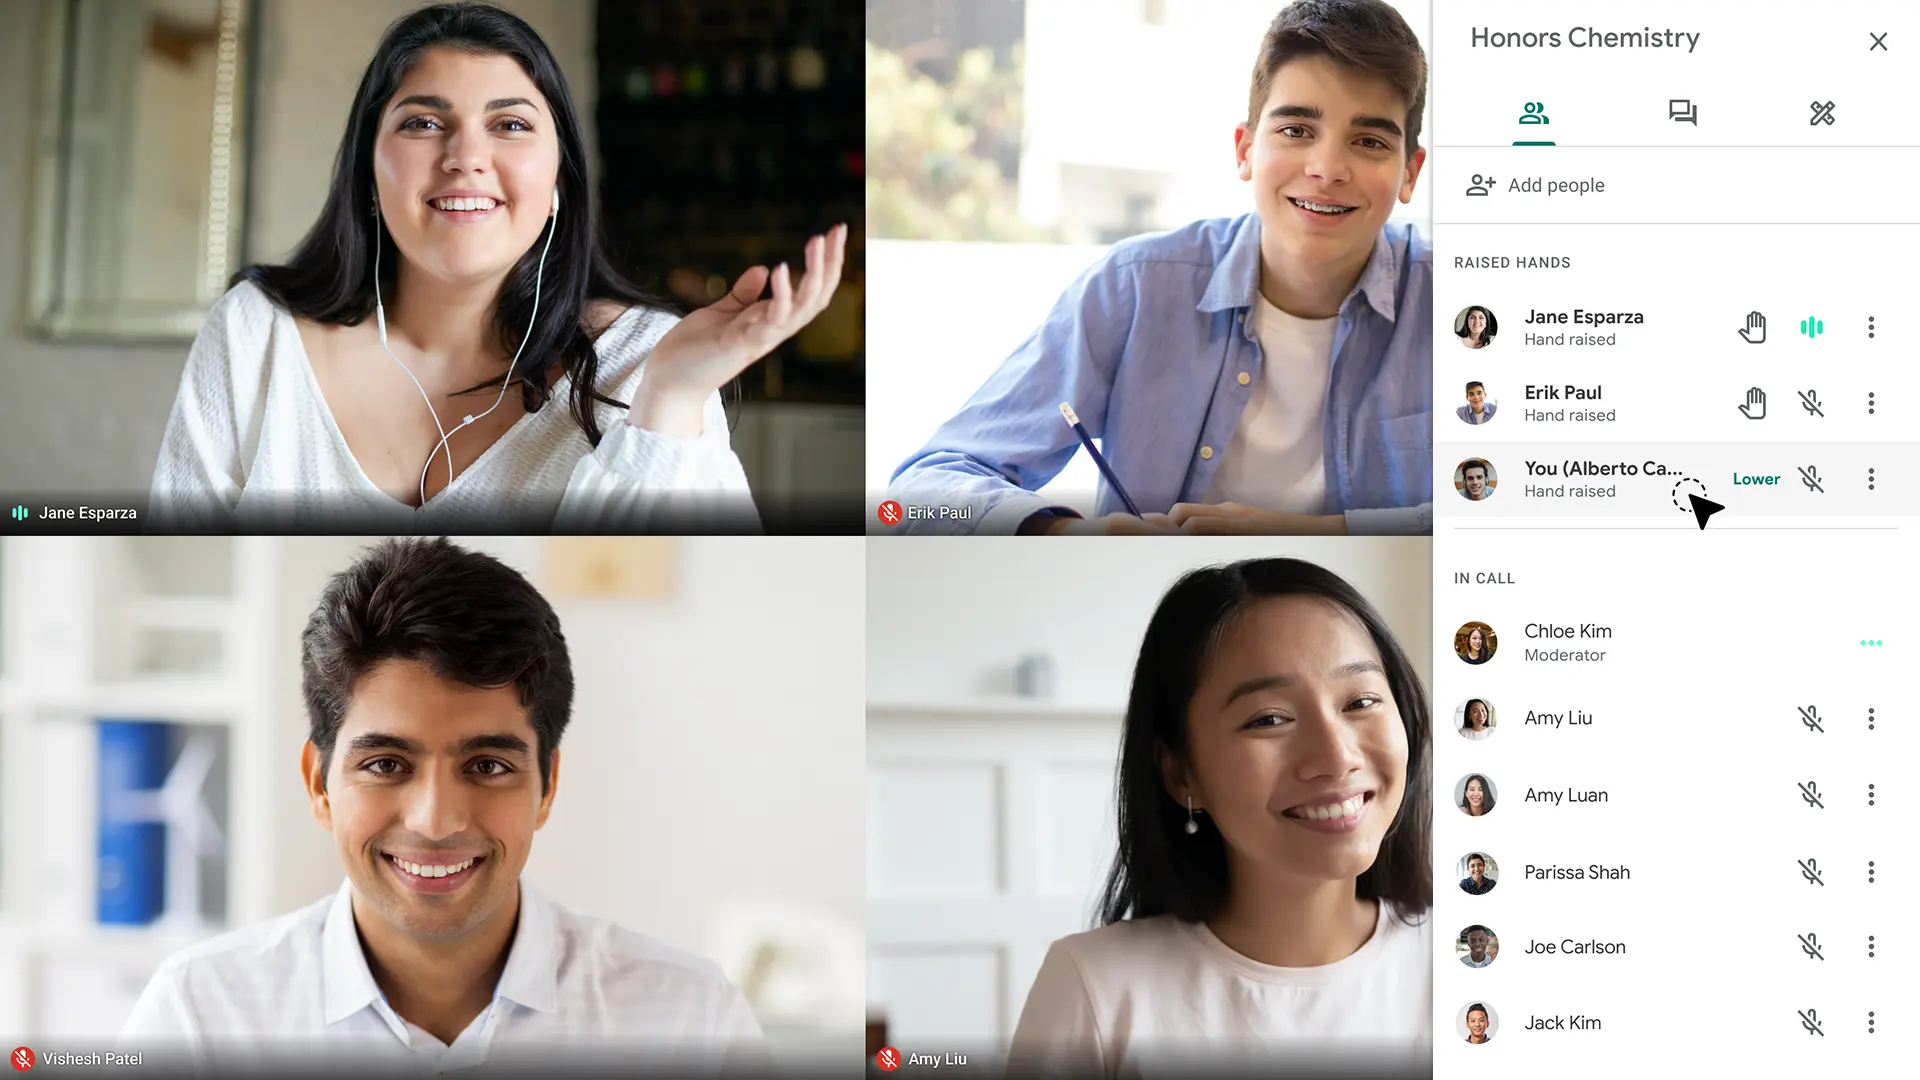 Jane Esparza
Erik Paul
Vishesh Patel
Amy Liu
Honors Chemistry
Add people
RAISED HANDS
Jane Esparza
Hand raised
Erik Paul
Hand raised
You (Alberto Ca...
Hand raised
Lower
IN CALL
Chloe Kim
Moderator
Amy Liu
Amy Luan
Parissa Shah
Joe Carlson
Jack Kim